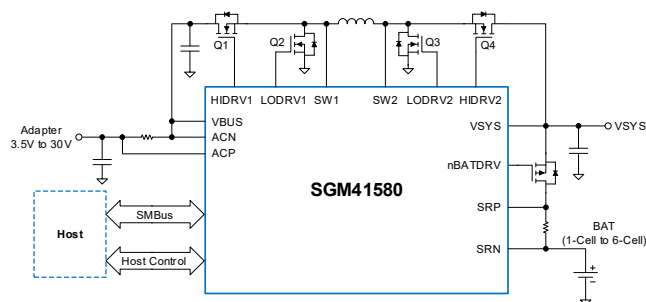 Q1
Q2
Q3
Q4
HIDRV1
LODRV1
SW1
SW2
LODRV2
HIDRV2
Adapter
3.5V to 30V
VBUS
ACN
ACP
VSYS
VSYS
nBATDRV
SGM41580
SRP
SRN
BAT
(1-Cell to 6-Cell)
+
−
Host
SMBus
Host Control